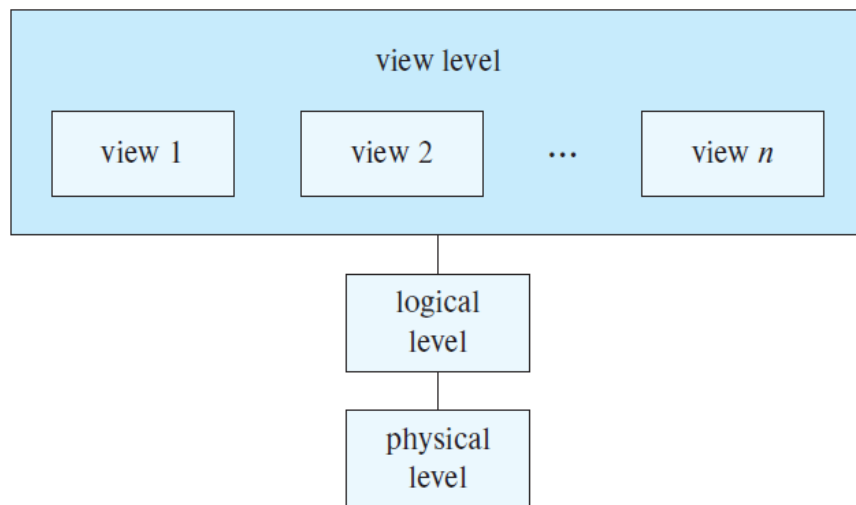 view level
view 1 view 2 ... view n
logical
level
physical
level